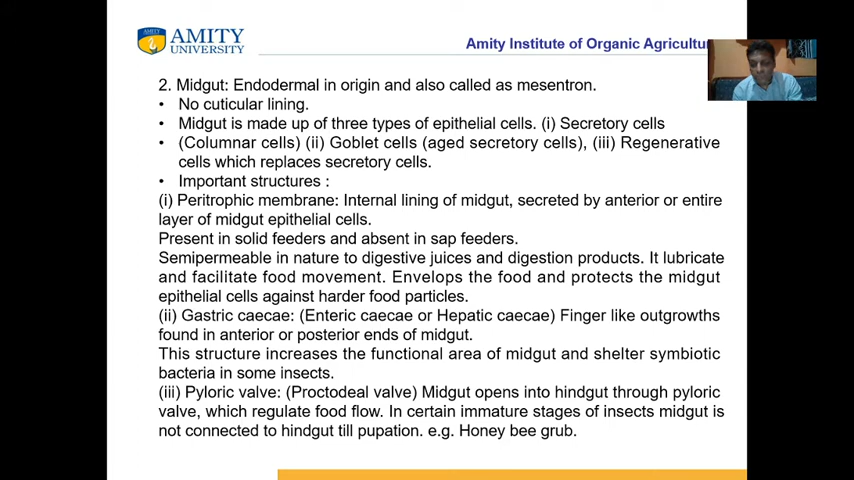 AMITY
AMITY
UNIVERSITY
Amity Institute of Organic Agricultur
2. Midgut: Endodermal in origin and also called as mesentron.
• No cuticular lining.
• Midgut is made up of three types of epithelial cells. (i) Secretory cells
• (Columnar cells) (ii) Goblet cells (aged secretory cells), (iii) Regenerative
cells which replaces secretory cells.
• Important structures :
(i) Peritrophic membrane: Internal lining of midgut, secreted by anterior or entire
layer of midgut epithelial cells.
Present in solid feeders and absent in sap feeders.
Semipermeable in nature to digestive juices and digestion products. It lubricate
and facilitate food movement. Envelops the food and protects the midgut
epithelial cells against harder food particles.
(ii) Gastric caecae: (Enteric caecae or Hepatic caecae) Finger like outgrowths
found in anterior or posterior ends of midgut.
This structure increases the functional area of midgut and shelter symbiotic
bacteria in some insects.
(iii) Pyloric valve: (Proctodeal valve) Midgut opens into hindgut through pyloric
valve, which regulate food flow. In certain immature stages of insects midgut is
not connected to hindgut till pupation. e.g. Honey bee grub.